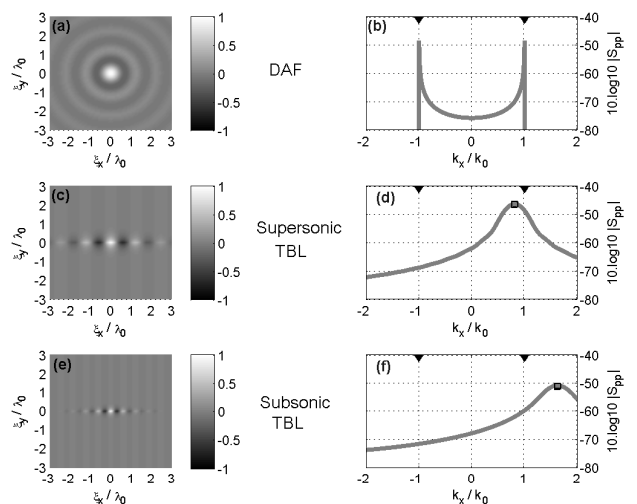 (a)
3
2
1
0
-1
-2
-3
ξy / λ0
-3 -2 -1 0 1 2 3
ξx / λ0
1
0.5
0
-0.5
-1
DAF
(b)
-40
-50
-60
-70
-80
10.log10 |Spp|
-2 -1 0 1 2
kx / k0
(c)
3
2
1
0
-1
-2
-3
ξy / λ0
-3 -2 -1 0 1 2 3
ξx / λ0
1
0.5
0
-0.5
-1
Supersonic
TBL
(d)
-40
-50
-60
-70
-80
10.log10 |Spp|
-2 -1 0 1 2
kx / k0
(e)
3
2
1
0
-1
-2
-3
ξy / λ0
-3 -2 -1 0 1 2 3
ξx / λ0
1
0.5
0
-0.5
-1
Subsonic
TBL
(f)
-40
-50
-60
-70
-80
10.log10 |Spp|
-2 -1 0 1 2
kx / k0